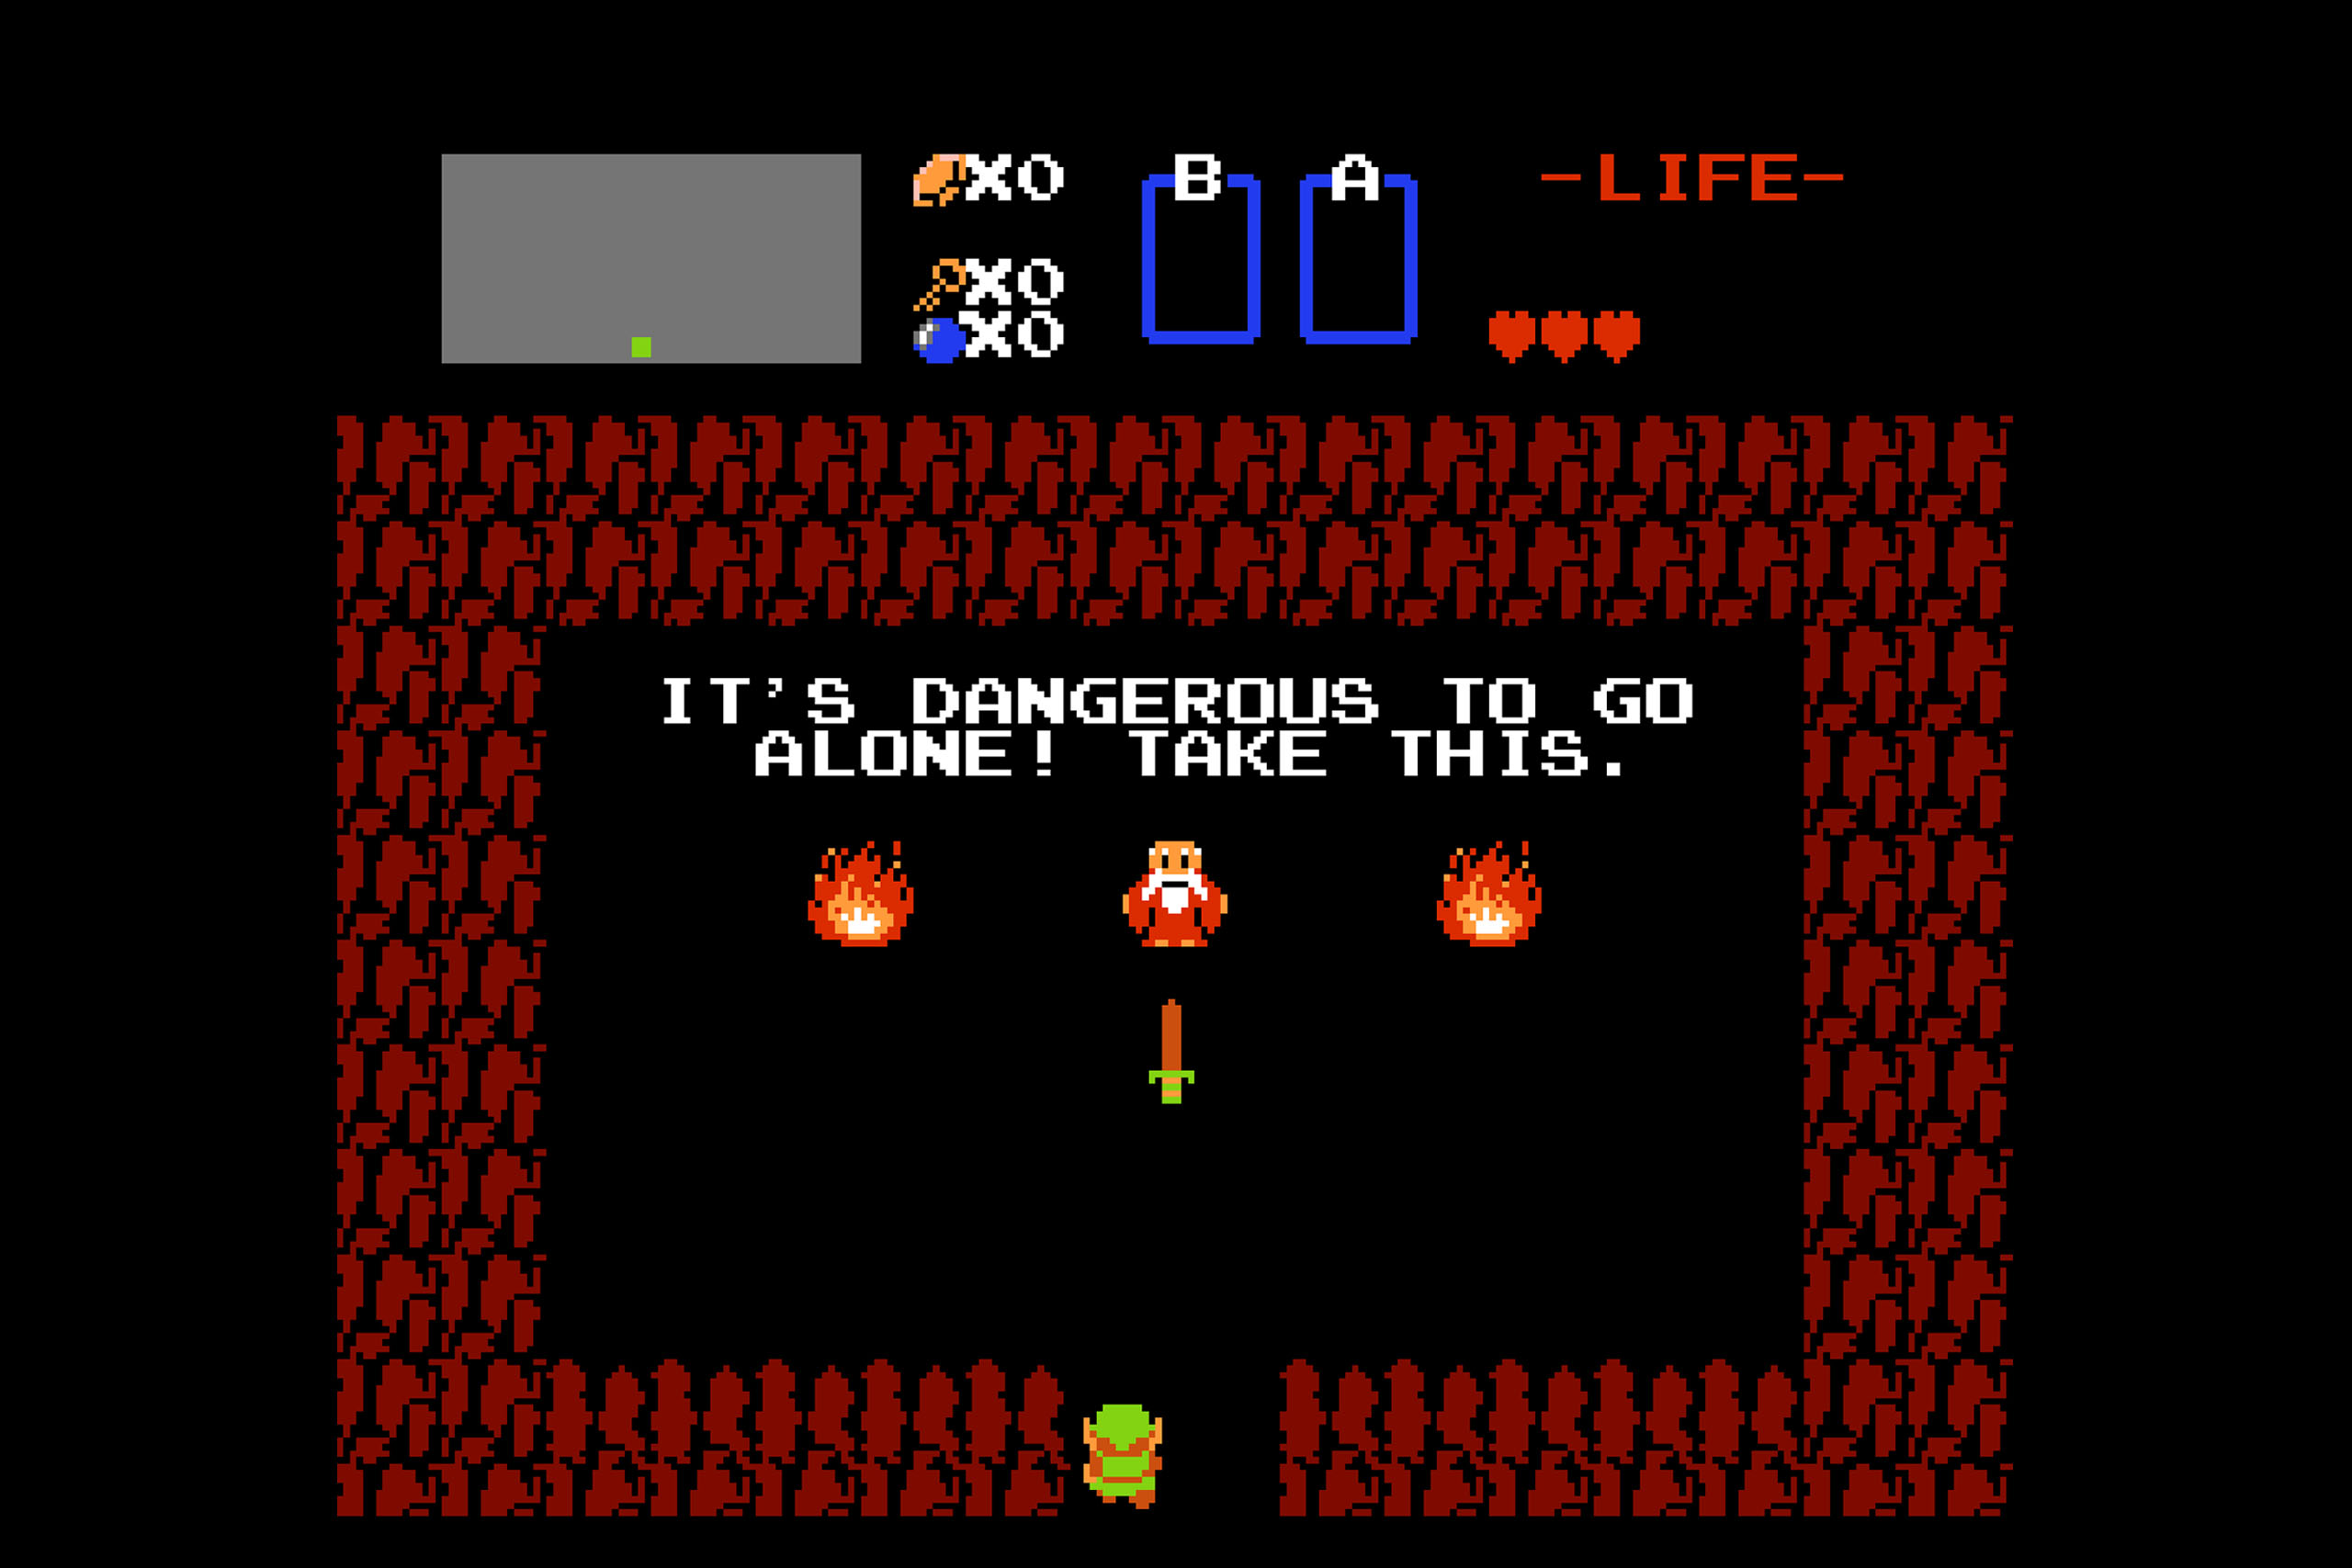 X0 B A -LIFE-
X0
X0
IT'S DANGEROUS TO GO
ALONE! TAKE THIS.